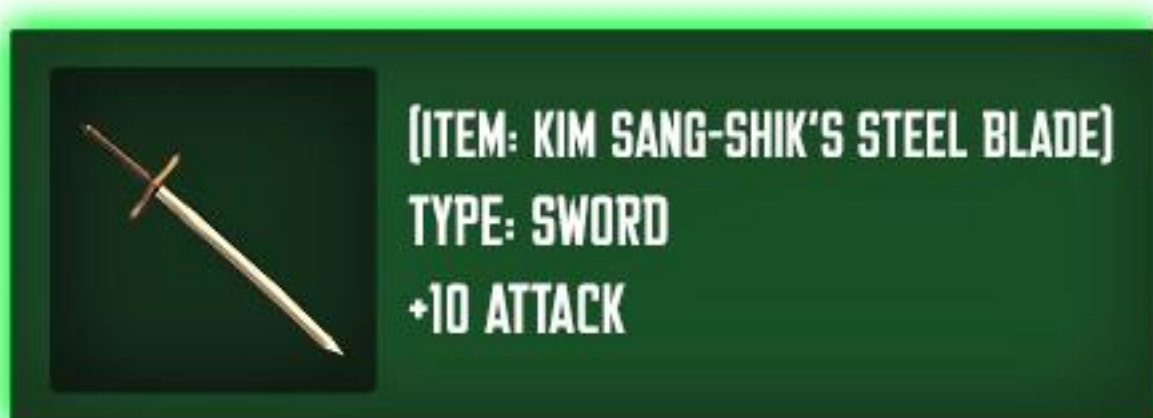 [ITEM: KIM SANG-SHIK'S STEEL BLADE]
TYPE: SWORD
+10 ATTACK